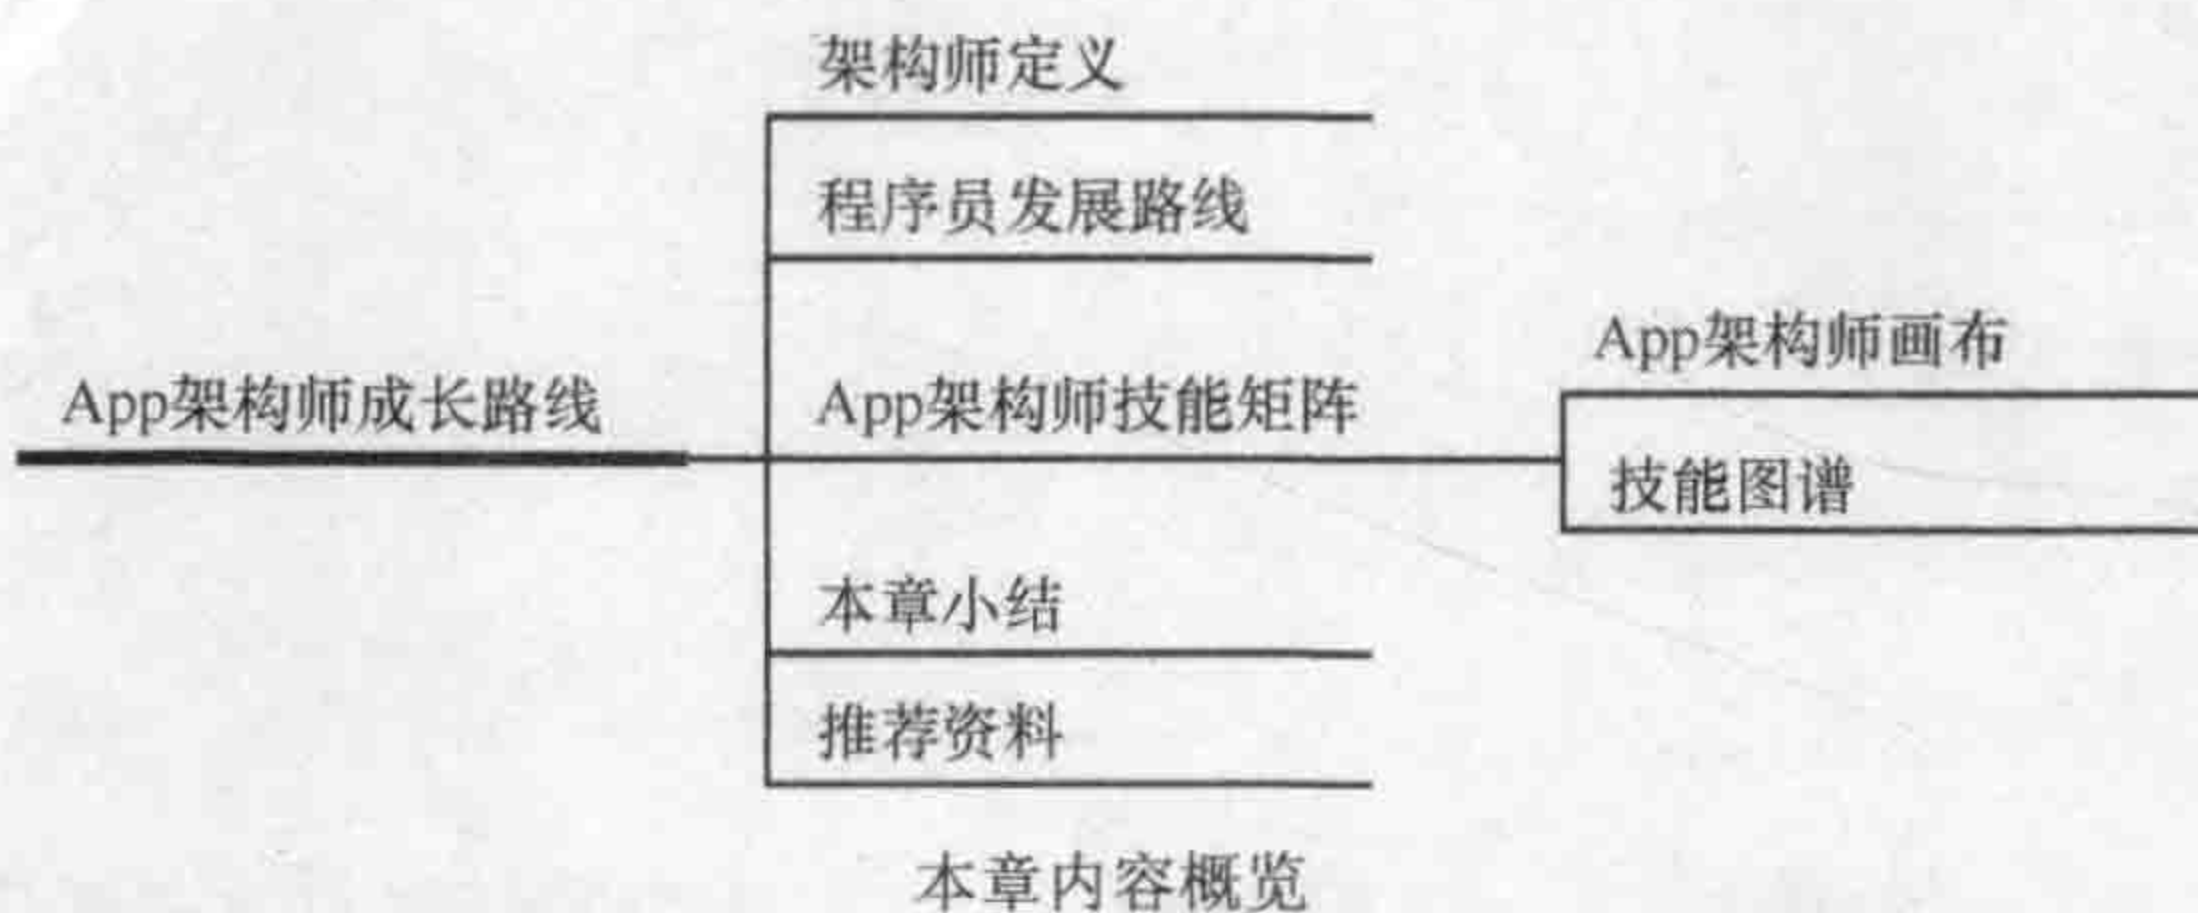 架构师定义
程序员发展路线
App架构师画布
App架构师成长路线
App架构师技能矩阵
技能图谱
本章小结
推荐资料
本章内容概览